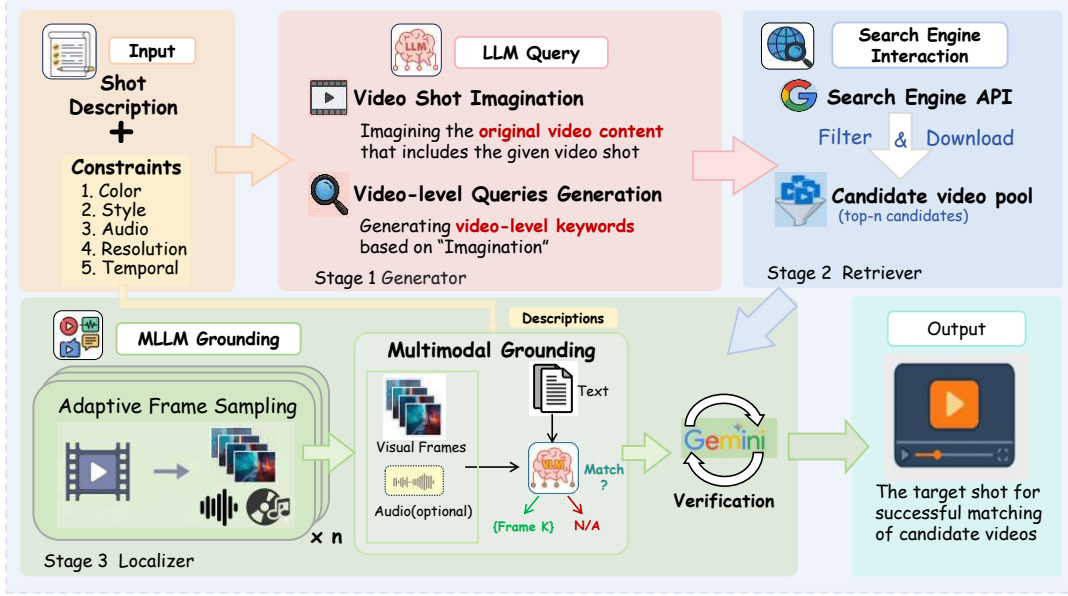 Input
Shot
Description
+
Constraints
1. Color
2. Style
3. Audio
4. Resolution
5. Temporal
LLM
LLM Query
Video Shot Imagination
Imagining the original video content
that includes the given video shot
Video-level Queries Generation
Generating video-level keywords
based on “Imagination”
Stage 1 Generator
Search Engine
Interaction
Search Engine API
Filter & Download
Candidate video pool
(top-n candidates)
Stage 2 Retriever
MLLM Grounding
Adaptive Frame Sampling
x n
Stage 3 Localizer
Descriptions
Multimodal Grounding
Text
Visual Frames
Audio(optional)
VLM
Match
?
{Frame K}
N/A
Gemini
Verification
Output
The target shot for
successful matching
of candidate videos